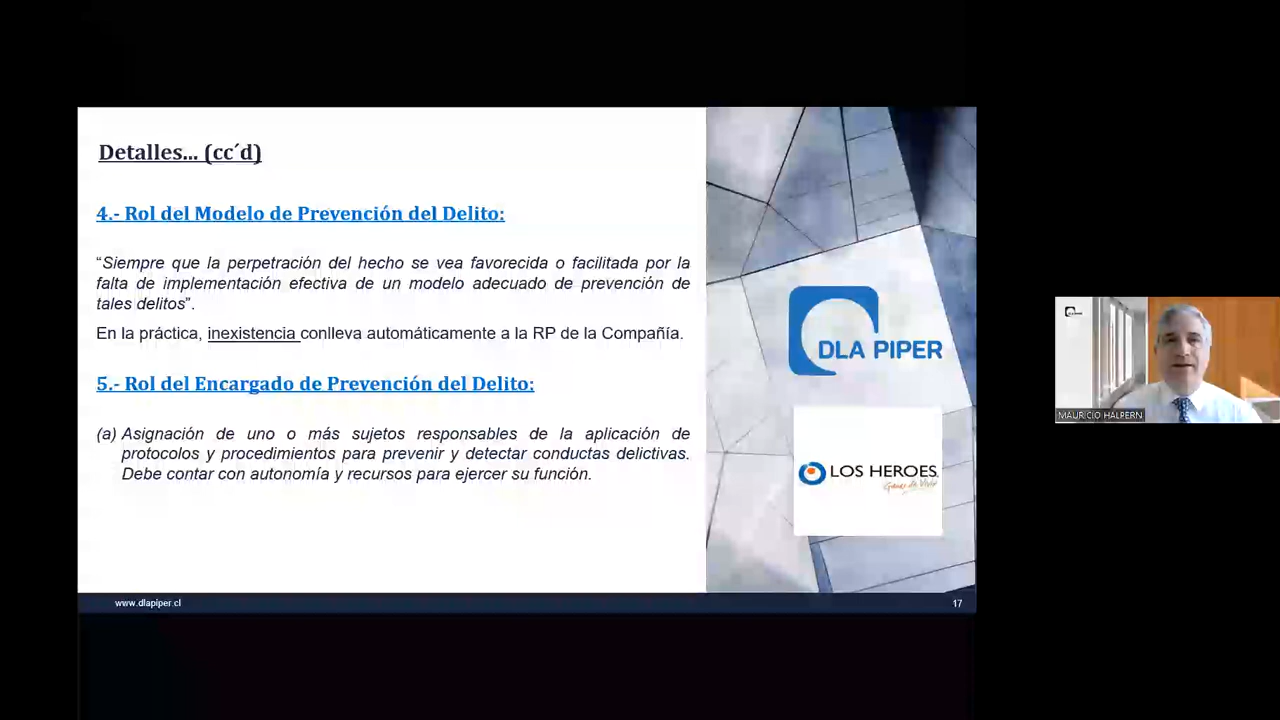 Detalles... (cc´d)
4.- Rol del Modelo de Prevención del Delito:
“Siempre que la perpetración del hecho se vea favorecida o facilitada por la
falta de implementación efectiva de un modelo adecuado de prevención de
tales delitos”.
En la práctica, inexistencia conlleva automáticamente a la RP de la Compañía.
5.- Rol del Encargado de Prevención del Delito:
(a) Asignación de uno o más sujetos responsables de la aplicación de
protocolos y procedimientos para prevenir y detectar conductas delictivas.
Debe contar con autonomía y recursos para ejercer su función.
DLA PIPER
LOS HEROES
www.dlapiper.cl
17
MAURICIO HALPERN